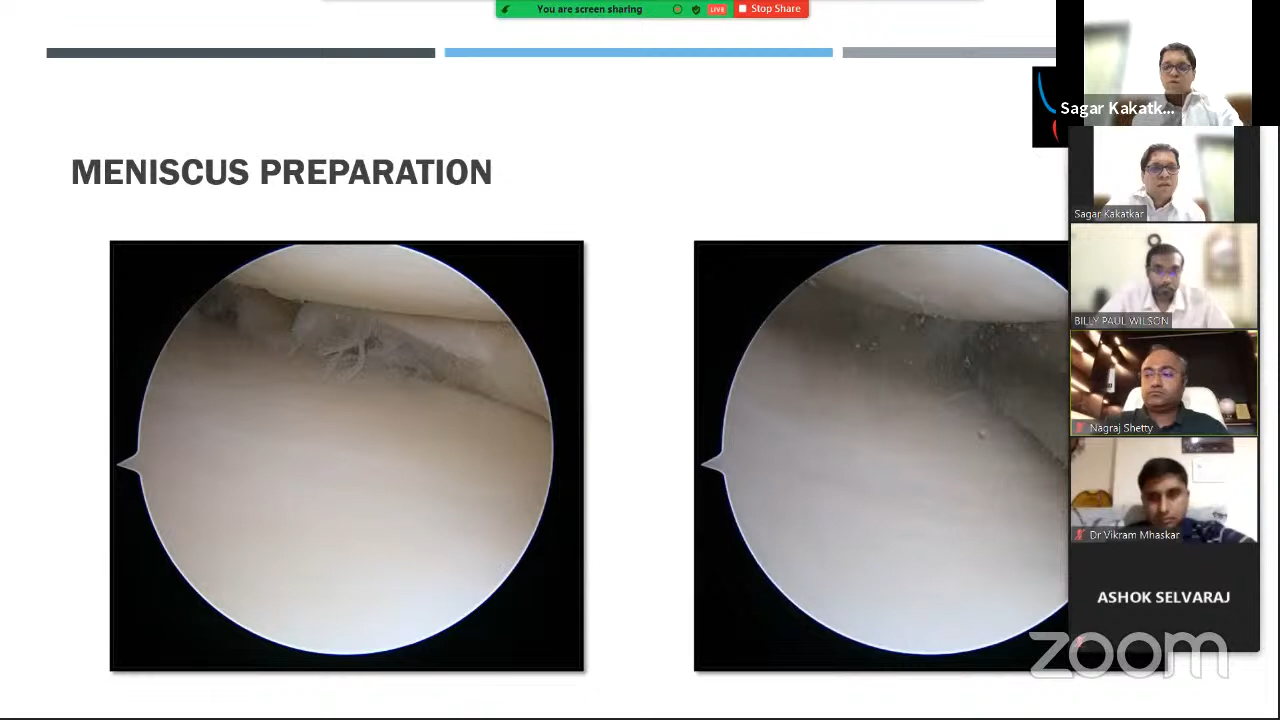 You are screen sharing
LIVE
Stop Share
Sagar Kakatk...
MENISCUS PREPARATION
Sagar Kakatkar
BILLY PAUL WILSON
Nagraj Shetty
Dr Vikram Mhaskar
ASHOK SELVARAJ
zoom